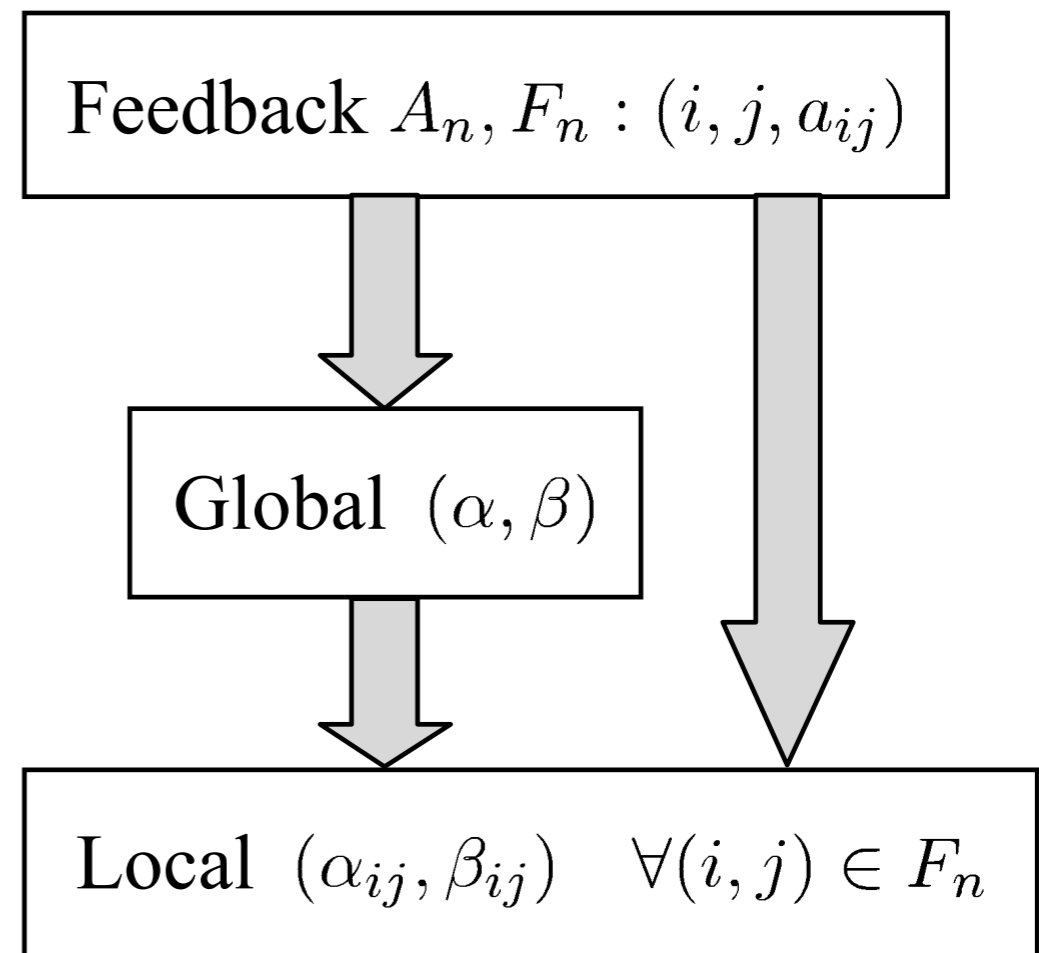 Feedback $A_n, F_n : (i, j, a_{ij})$
Global $(\alpha, \beta)$
Local $(\alpha_{ij}, \beta_{ij}) \quad \forall (i, j) \in F_n$